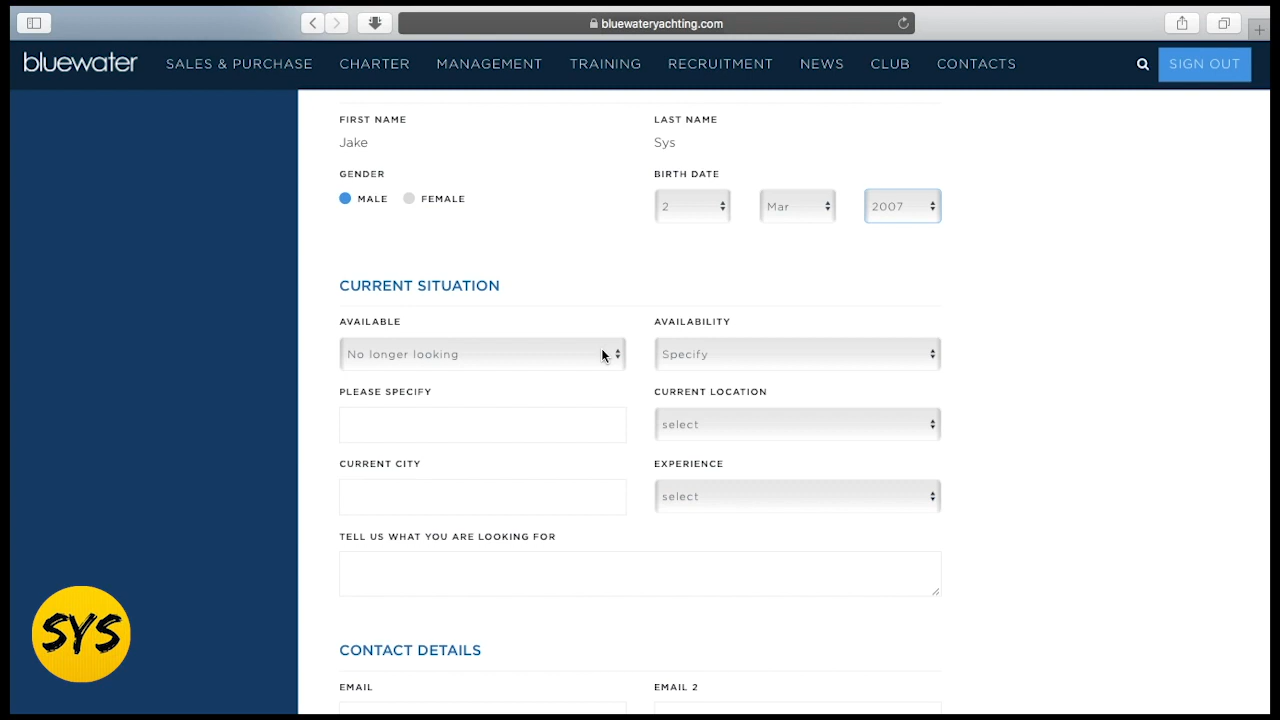 bluewateryachting.com
bluewater SALES & PURCHASE CHARTER MANAGEMENT TRAINING RECRUITMENT NEWS CLUB CONTACTS SIGN OUT
FIRST NAME LAST NAME
Jake Sys
GENDER BIRTH DATE
MALE FEMALE 2 Mar 2007
CURRENT SITUATION
AVAILABLE AVAILABILITY
No longer looking Specify
PLEASE SPECIFY CURRENT LOCATION
select
CURRENT CITY EXPERIENCE
select
TELL US WHAT YOU ARE LOOKING FOR
SYS
CONTACT DETAILS
EMAIL EMAIL 2